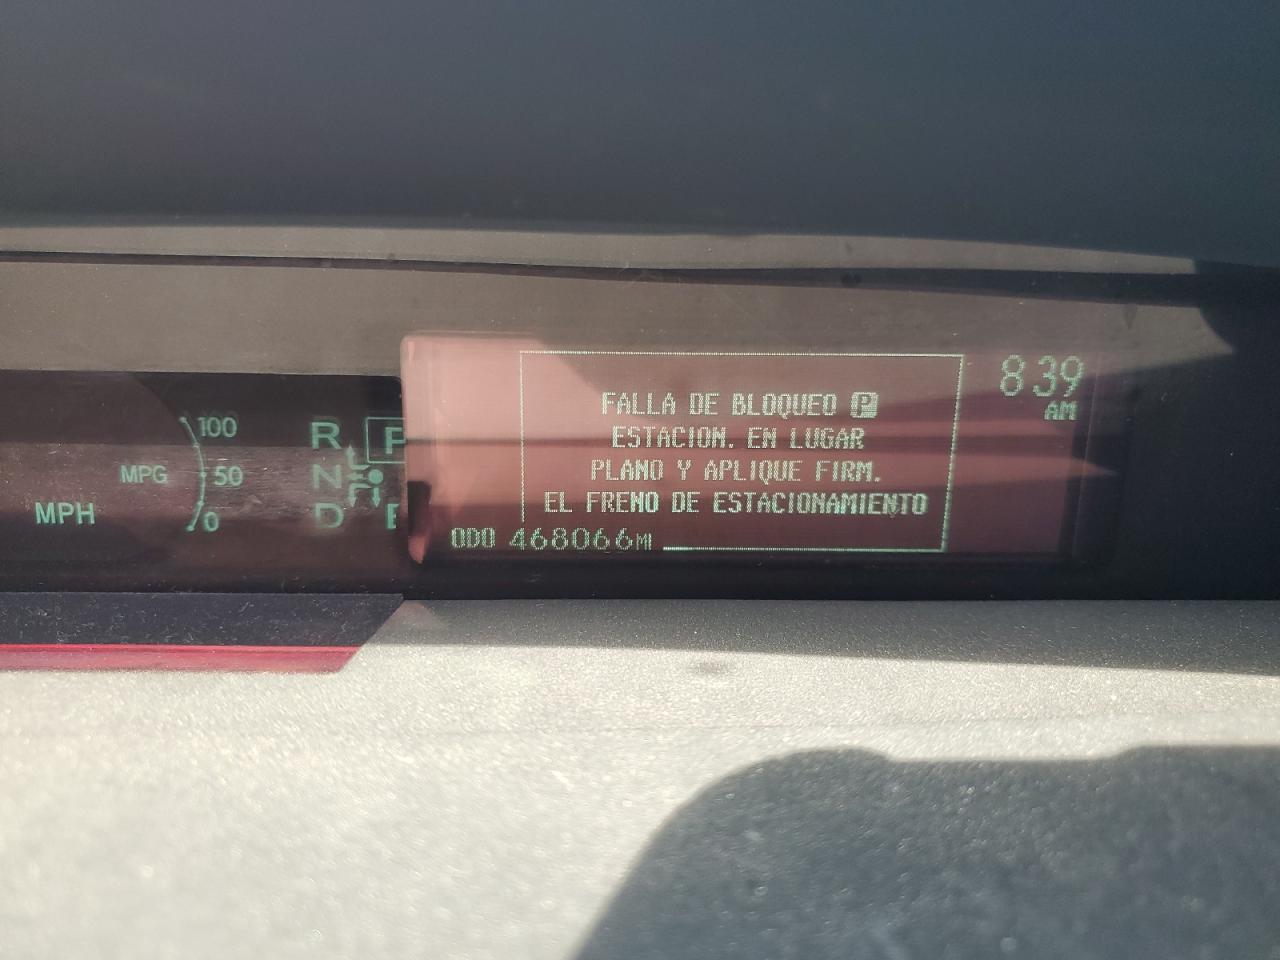 100
MPG 50
0
MPH
R P
N
D
8:39
AM
FALLA DE BLOQUEO P
ESTACION. EN LUGAR
PLANO Y APLIQUE FIRM.
EL FRENO DE ESTACIONAMIENTO
ODO 468066MI